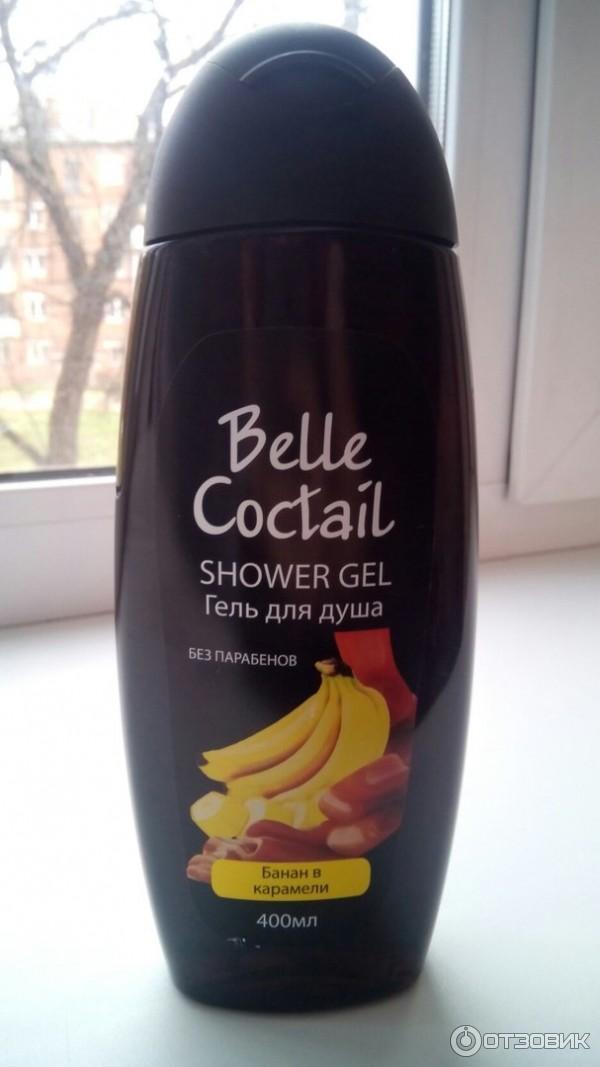 Belle
Coctail
SHOWER GEL
Гель для душа
БЕЗ ПАРАБЕНОВ
Банан в
карамели
400мл
ОТЗОВИК